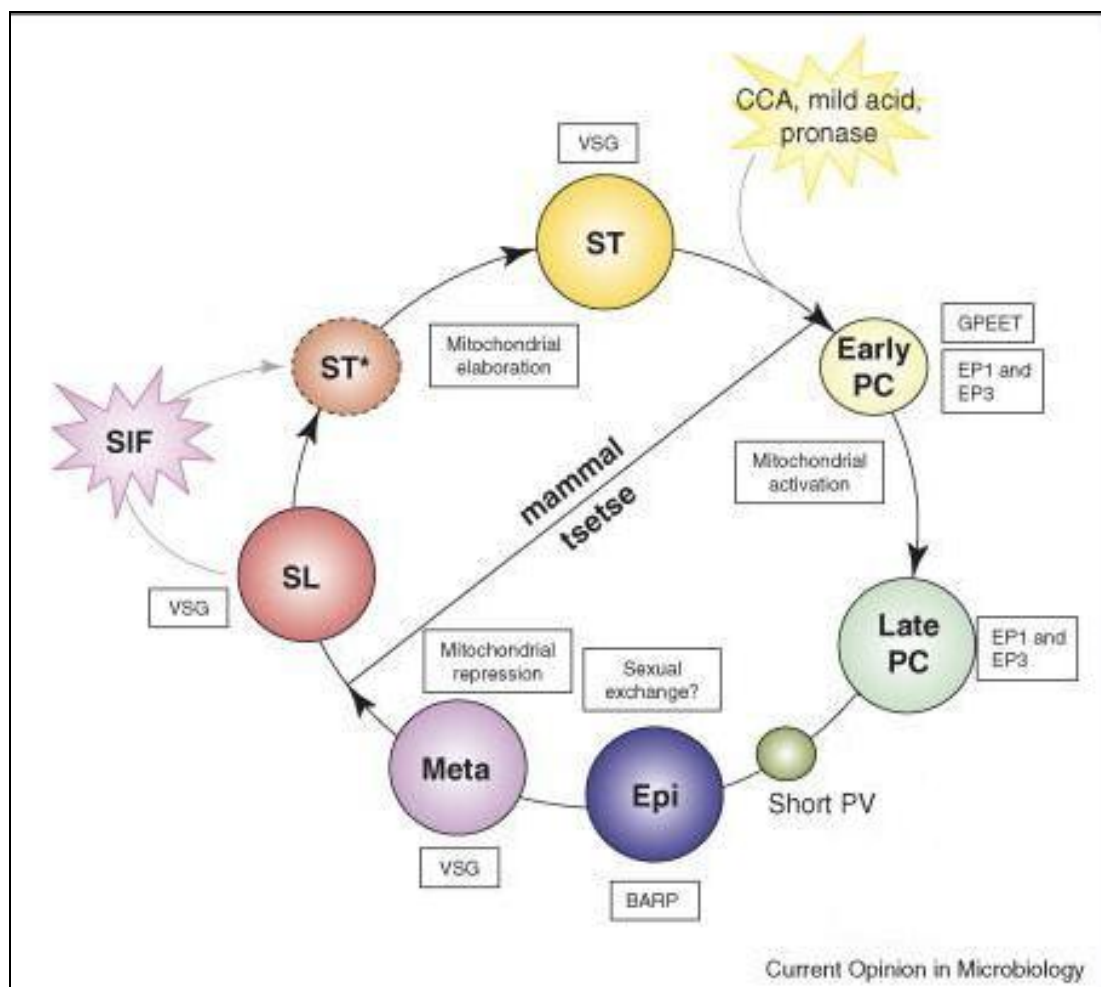 CCA, mild acid,
pronase
VSG
ST
GPEET
Early
PC
EP1 and
EP3
Mitochondrial
elaboration
ST*
SIF
Mitochondrial
activation
mammal
tsetse
SL
VSG
Late
PC
EP1 and
EP3
Mitochondrial
repression
Sexual
exchange?
Meta
Epi
Short PV
VSG
BARP
Current Opinion in Microbiology